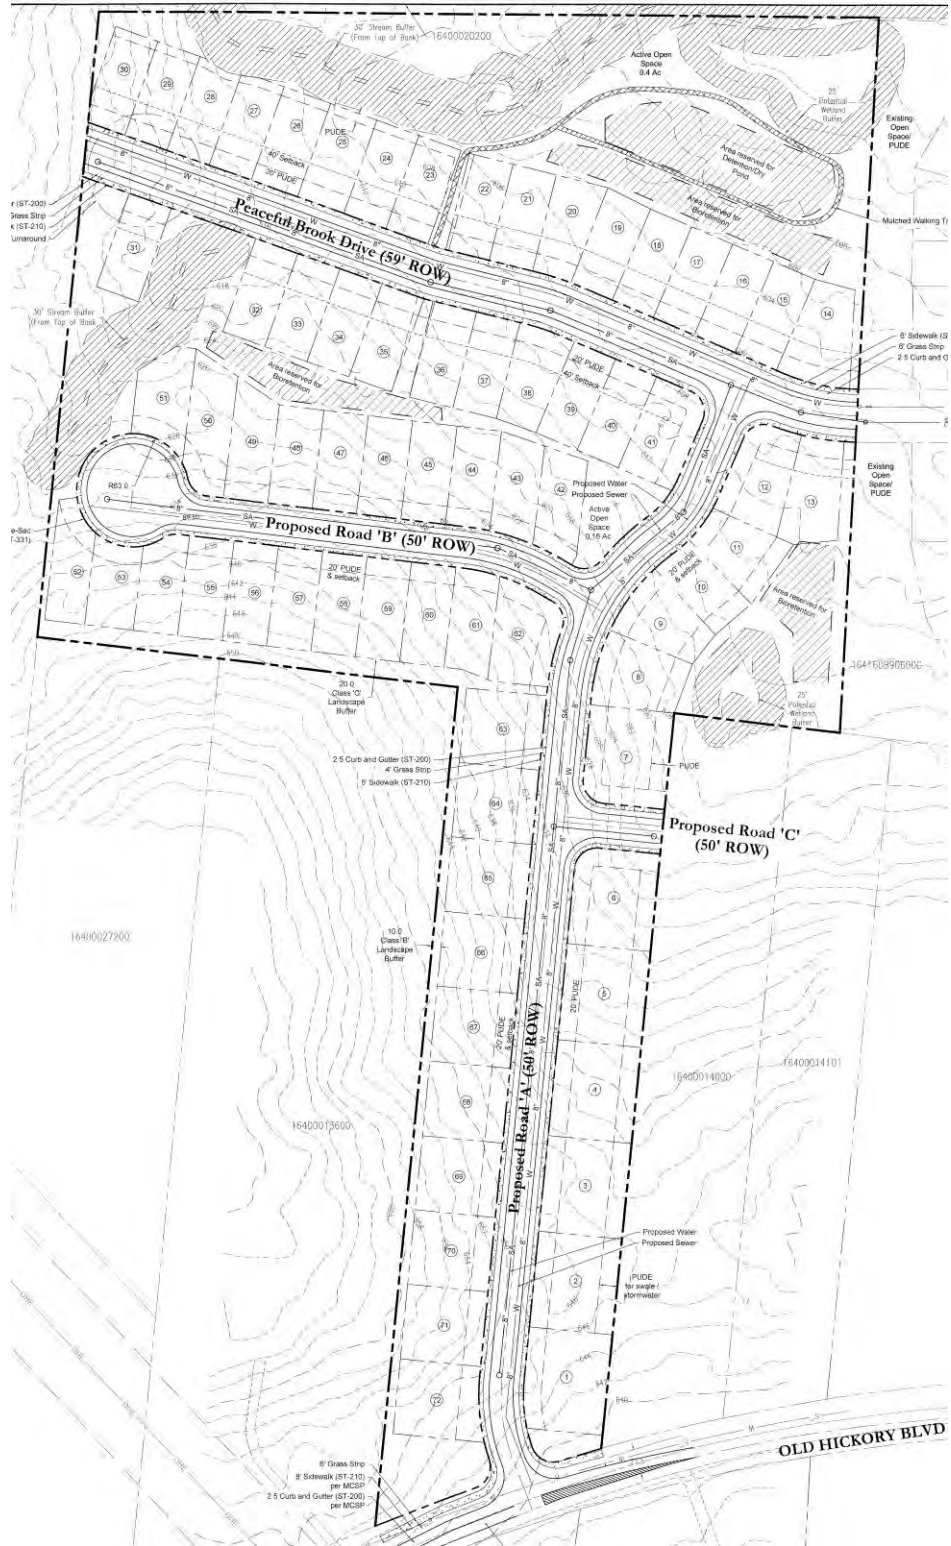 30' Stream Buffer
(From Top of Bank)
16400020200
Active Open
Space
0.4 Ac
25'
Potential
Wetland
Buffer
Existing
Open
Space/
PUDE
30
29
28
27
26
PUDE
25
24
23
40' Setback
20' PUDE
Area reserved for
Detention/Dry
Pond
Area reserved for
Bioretention
Mulched Walking
22
21
20
19
18
17
16
15
14
(ST-200)
Grass Strip
(ST-210)
Peaceful Brook Drive (59' ROW)
31
30' Stream Buffer
(From Top of Bank
32
33
34
35
36
37
38
39
40
41
20' PUDE
40' Setback
6' Sidewalk
6' Grass Strip
2.5 Curb and
Area reserved for
Bioretention
51
50
49
48
47
46
45
44
43
42
Proposed Water
Proposed Sewer
Active
Open
Space
0.16 Ac
12
13
11
10
9
8
7
Existing
Open
Space/
PUDE
R63.0
Proposed Road 'B' (50' ROW)
20' PUDE
& setback
20' PUDE
& setback
Area reserved for
Bioretention
52
53
54
55
56
57
58
59
60
61
62
20.0
Class 'C'
Landscape
Buffer
25'
Potential
Wetland
Buffer
PUDE
63
2.5 Curb and Gutter (ST-200)
4' Grass Strip
5' Sidewalk (ST-210)
64
65
Proposed Road 'C'
(50' ROW)
6
16400027200
10.0
Class 'B'
Landscape
Buffer
66
67
68
69
70
71
72
20' PUDE
& setback
20' PUDE
Proposed Road 'A' (50' ROW)
5
4
3
2
1
16400014000
16400014101
16400013600
Proposed Water
Proposed Sewer
PUDE
for swale /
stormwater
OLD HICKORY BLVD
6' Grass Strip
8' Sidewalk (ST-210)
per MCSP
2.5 Curb and Gutter (ST-200)
per MCSP